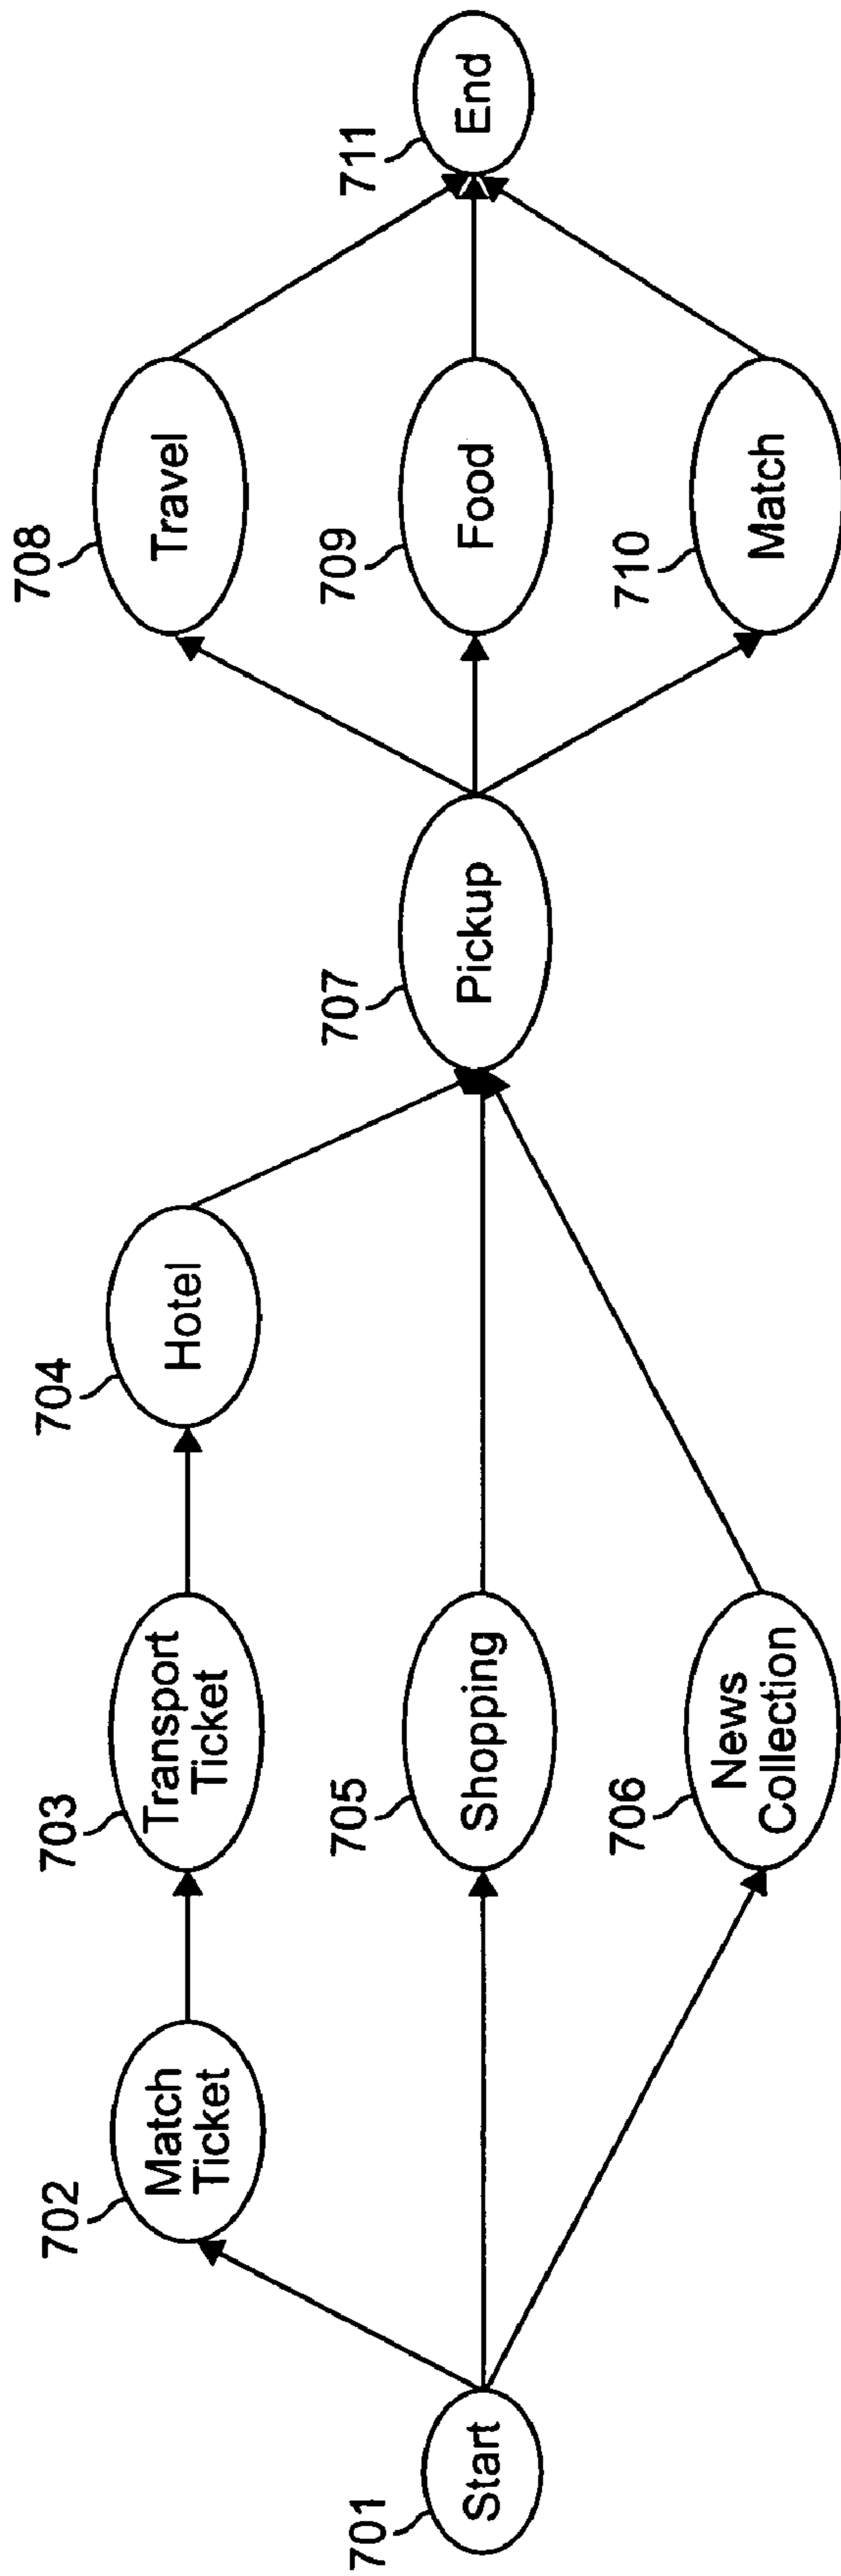 701
Start
702
Match
Ticket
703
Transport
Ticket
704
Hotel
705
Shopping
706
News
Collection
707
Pickup
708
Travel
709
Food
710
Match
711
End